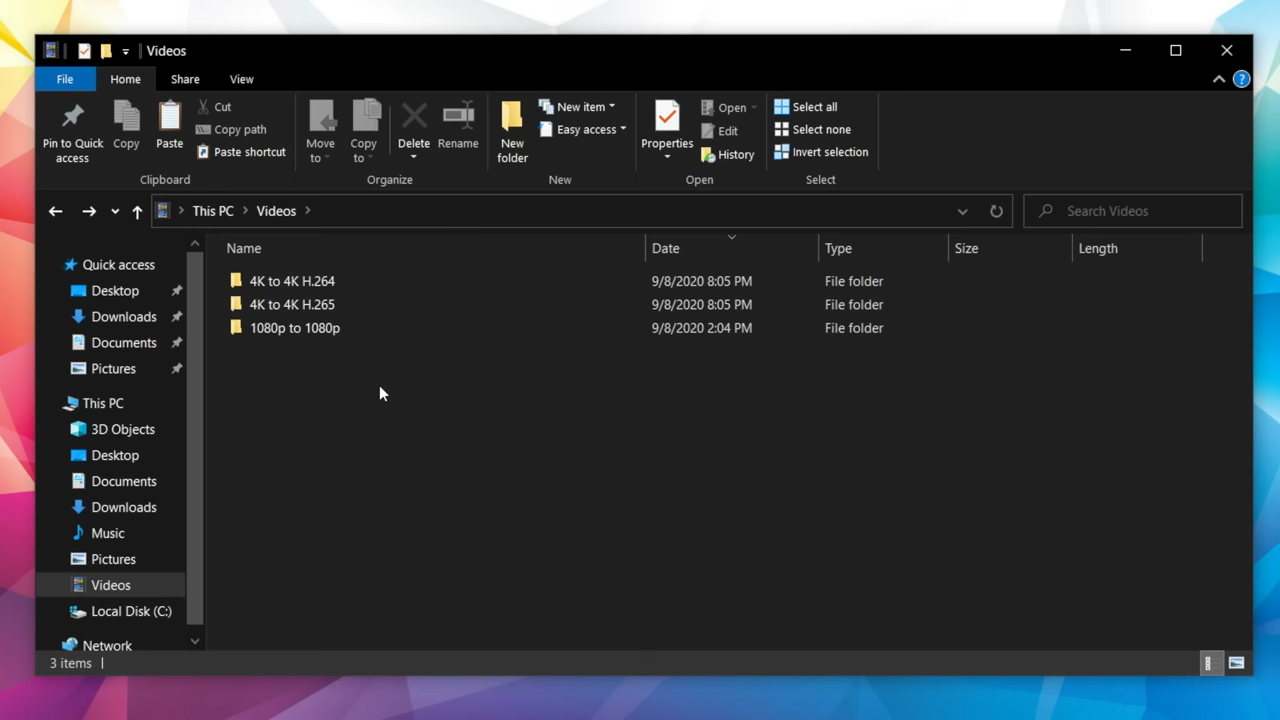 Videos
File Home Share View
Pin to Quick access
Copy
Paste
Cut
Copy path
Paste shortcut
Clipboard
Move to
Copy to
Delete
Rename
Organize
New folder
New item
Easy access
New
Properties
Open
Edit
History
Open
Select all
Select none
Invert selection
Select
This PC Videos
Search Videos
Quick access
Desktop
Downloads
Documents
Pictures
This PC
3D Objects
Desktop
Documents
Downloads
Music
Pictures
Videos
Local Disk (C:)
Network
Name Date Type Size Length
4K to 4K H.264 9/8/2020 8:05 PM File folder
4K to 4K H.265 9/8/2020 8:05 PM File folder
1080p to 1080p 9/8/2020 2:04 PM File folder
3 items